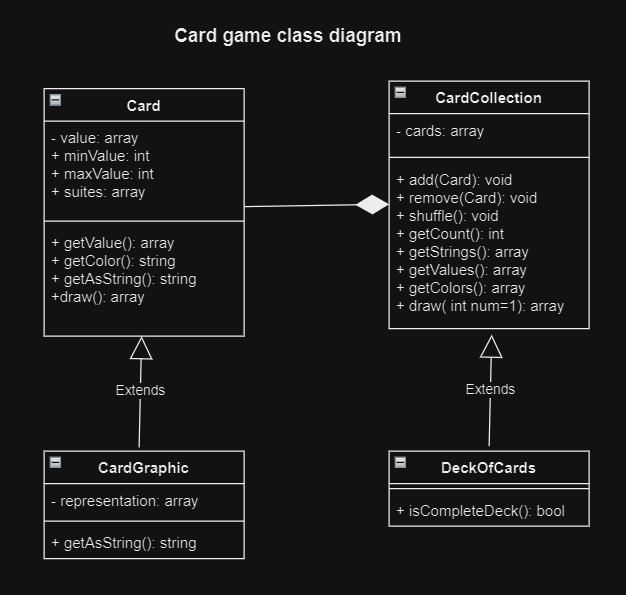 Card game class diagram
Card
- value: array
+ minValue: int
+ maxValue: int
+ suites: array
+ getValue(): array
+ getColor(): string
+ getAsString(): string
+draw(): array
CardCollection
- cards: array
+ add(Card): void
+ remove(Card): void
+ shuffle(): void
+ getCount(): int
+ getStrings(): array
+ getValues(): array
+ getColors(): array
+ draw( int num=1): array
Extends
Extends
CardGraphic
- representation: array
+ getAsString(): string
DeckOfCards
+ isCompleteDeck(): bool